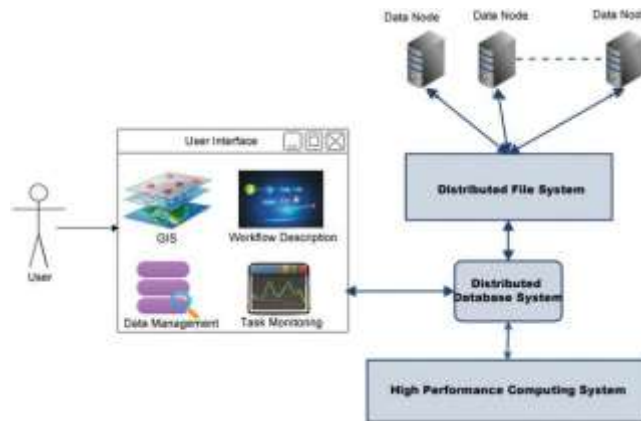 Data Node
Data Node
Data Node
User Interface
GIS
Workflow Description
Data Management
Task Monitoring
User
Distributed File System
Distributed
Database System
High Performance Computing System